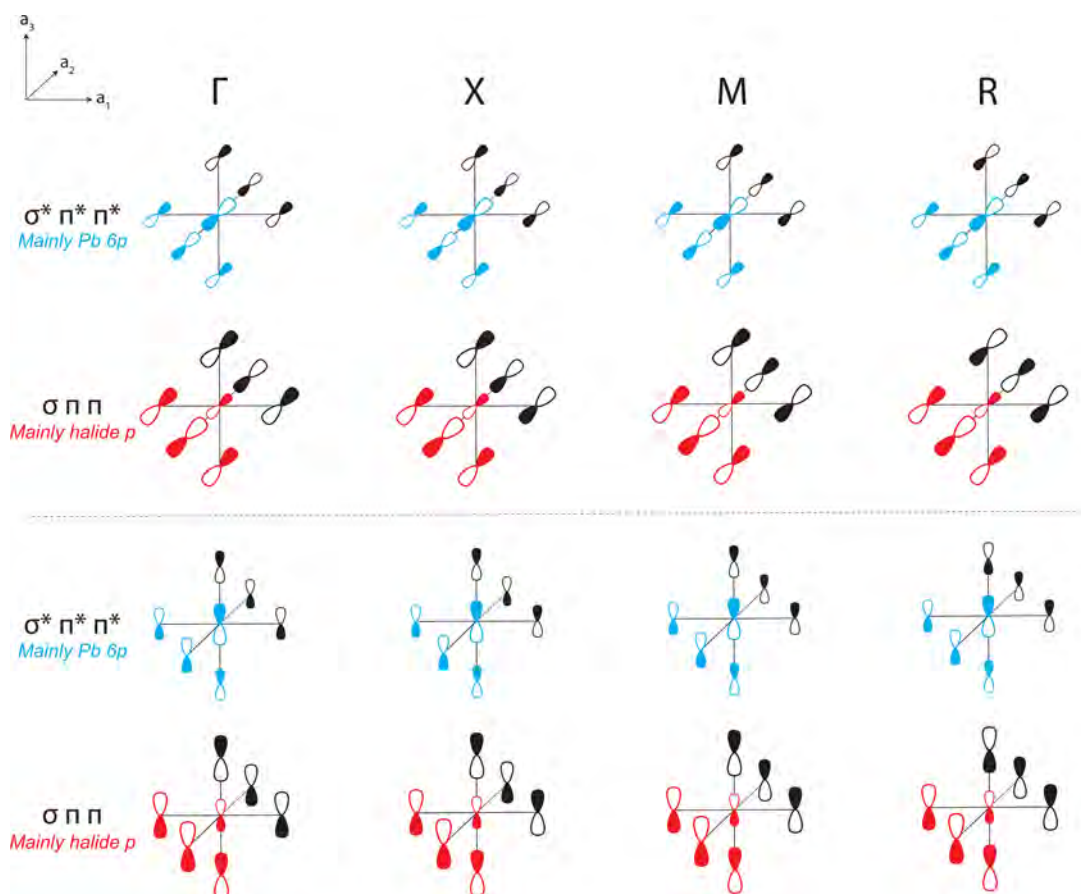 a3
a2
a1
Γ X M R
σ* π* π*
Mainly Pb 6p
σ π π
Mainly halide p
σ* π* π*
Mainly Pb 6p
σ π π
Mainly halide p